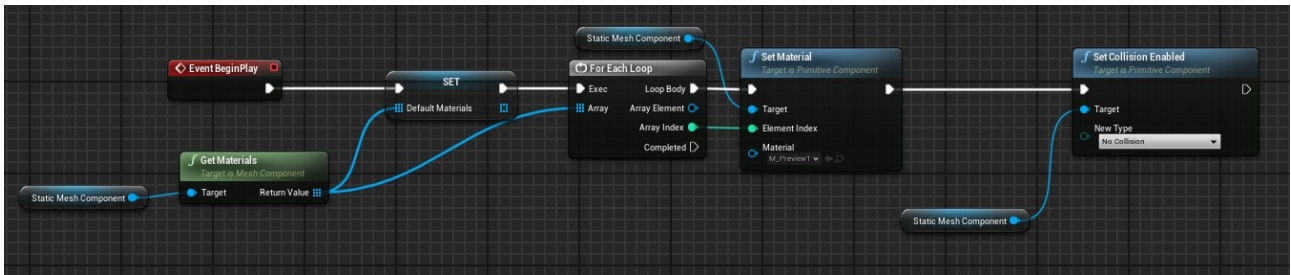 Event BeginPlay
Static Mesh Component
Get Materials
Target is Mesh Component
Target
Return Value
SET
Default Materials
Static Mesh Component
For Each Loop
Exec
Loop Body
Array
Array Element
Array Index
Completed
Set Material
Target is Primitive Component
Target
Element Index
Material
M_Preview1
Static Mesh Component
Set Collision Enabled
Target is Primitive Component
Target
New Type
No Collision